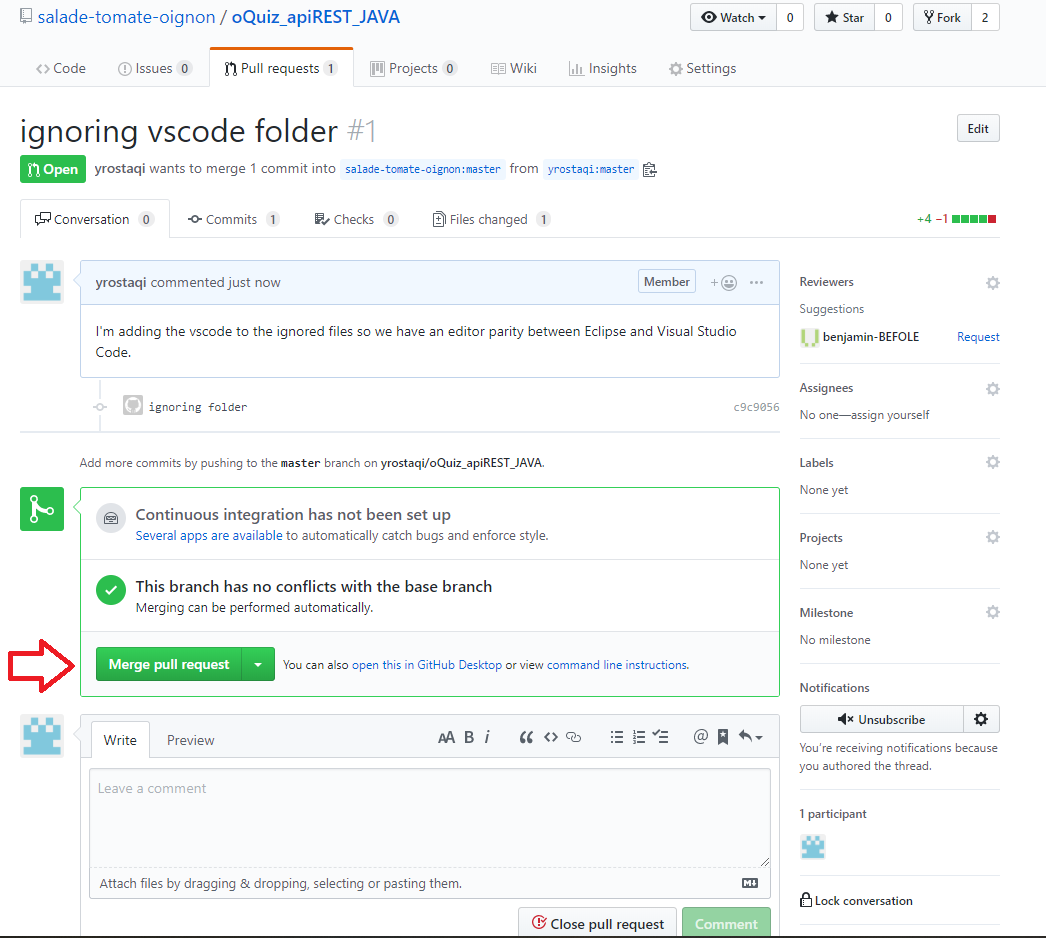 salade-tomate-oignon / oQuiz_apiREST_JAVA
Watch 0 Star 0 Fork 2
Code Issues 0 Pull requests 1 Projects 0 Wiki Insights Settings
ignoring vscode folder #1
Edit
Open yrostaqi wants to merge 1 commit into salade-tomate-oignon:master from yrostaqi:master
Conversation 0 Commits 1 Checks 0 Files changed 1 +4 −1
yrostaqi commented just now Member + ...
I'm adding the vscode to the ignored files so we have an editor parity between Eclipse and Visual Studio
Code.
ignoring folder c9c9056
Add more commits by pushing to the master branch on yrostaqi/oQuiz_apiREST_JAVA.
Continuous integration has not been set up
Several apps are available to automatically catch bugs and enforce style.
This branch has no conflicts with the base branch
Merging can be performed automatically.
Merge pull request You can also open this in GitHub Desktop or view command line instructions.
Write Preview AA B i
Leave a comment
Attach files by dragging & dropping, selecting or pasting them.
Close pull request Comment
Reviewers
Suggestions
benjamin-BEFOLE Request
Assignees
No one—assign yourself
Labels
None yet
Projects
None yet
Milestone
No milestone
Notifications
Unsubscribe
You're receiving notifications because
you authored the thread.
1 participant
Lock conversation